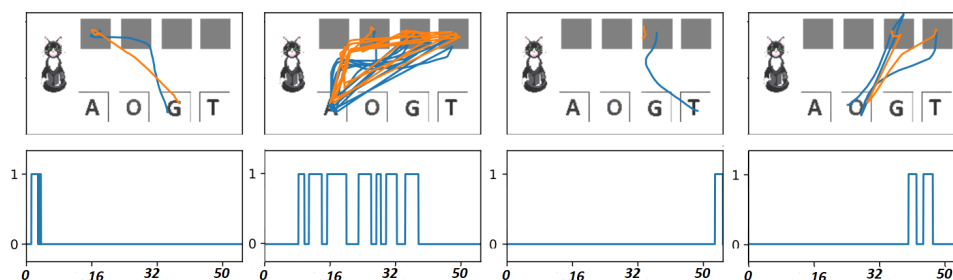 A O G T A O G T A O G T A O G T
1 1 1 1
0 0 0 0
0 16 32 50 0 16 32 50 0 16 32 50 0 16 32 50